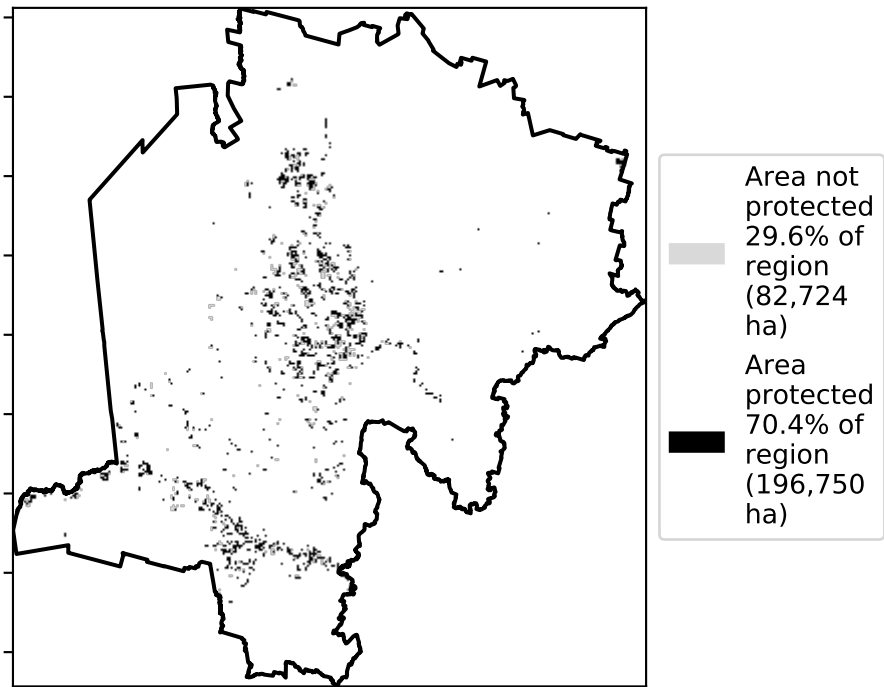 Area not
protected
29.6% of
region
(82,724
ha)
Area
protected
70.4% of
region
(196,750
ha)